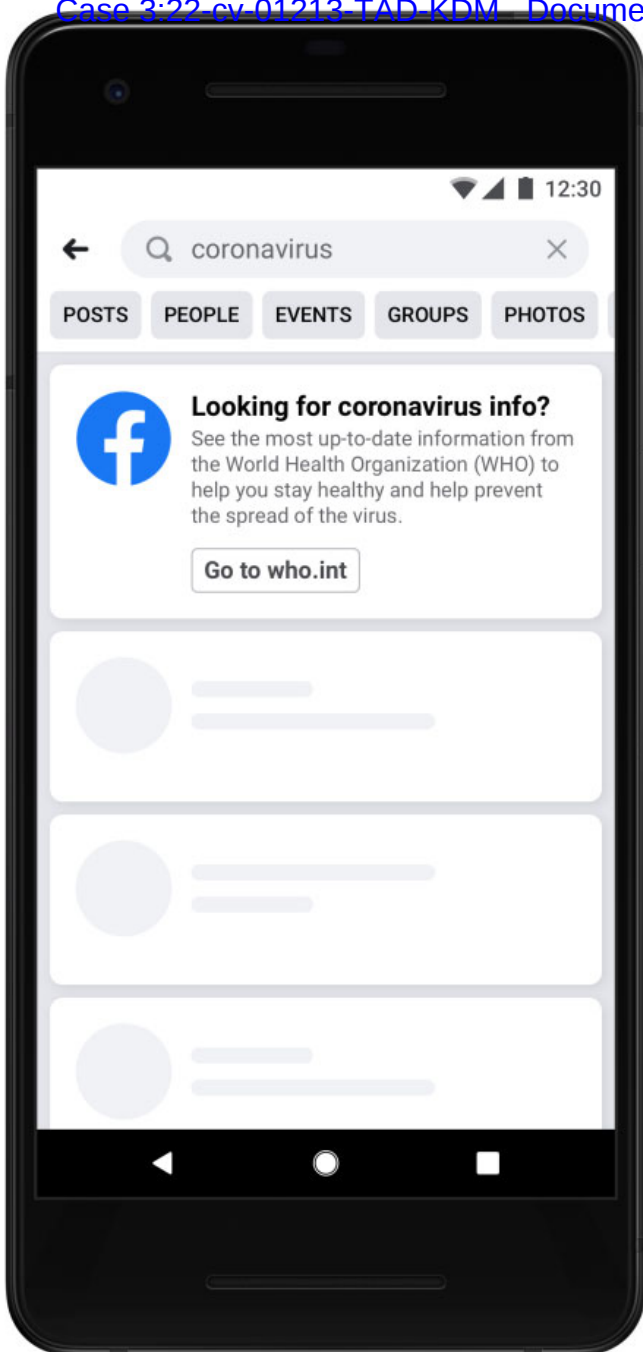 Case 3:22-cv-01213-TAD-KDM Docume
12:30
coronavirus
POSTS PEOPLE EVENTS GROUPS PHOTOS
Looking for coronavirus info?
See the most up-to-date information from
the World Health Organization (WHO) to
help you stay healthy and help prevent
the spread of the virus.
Go to who.int